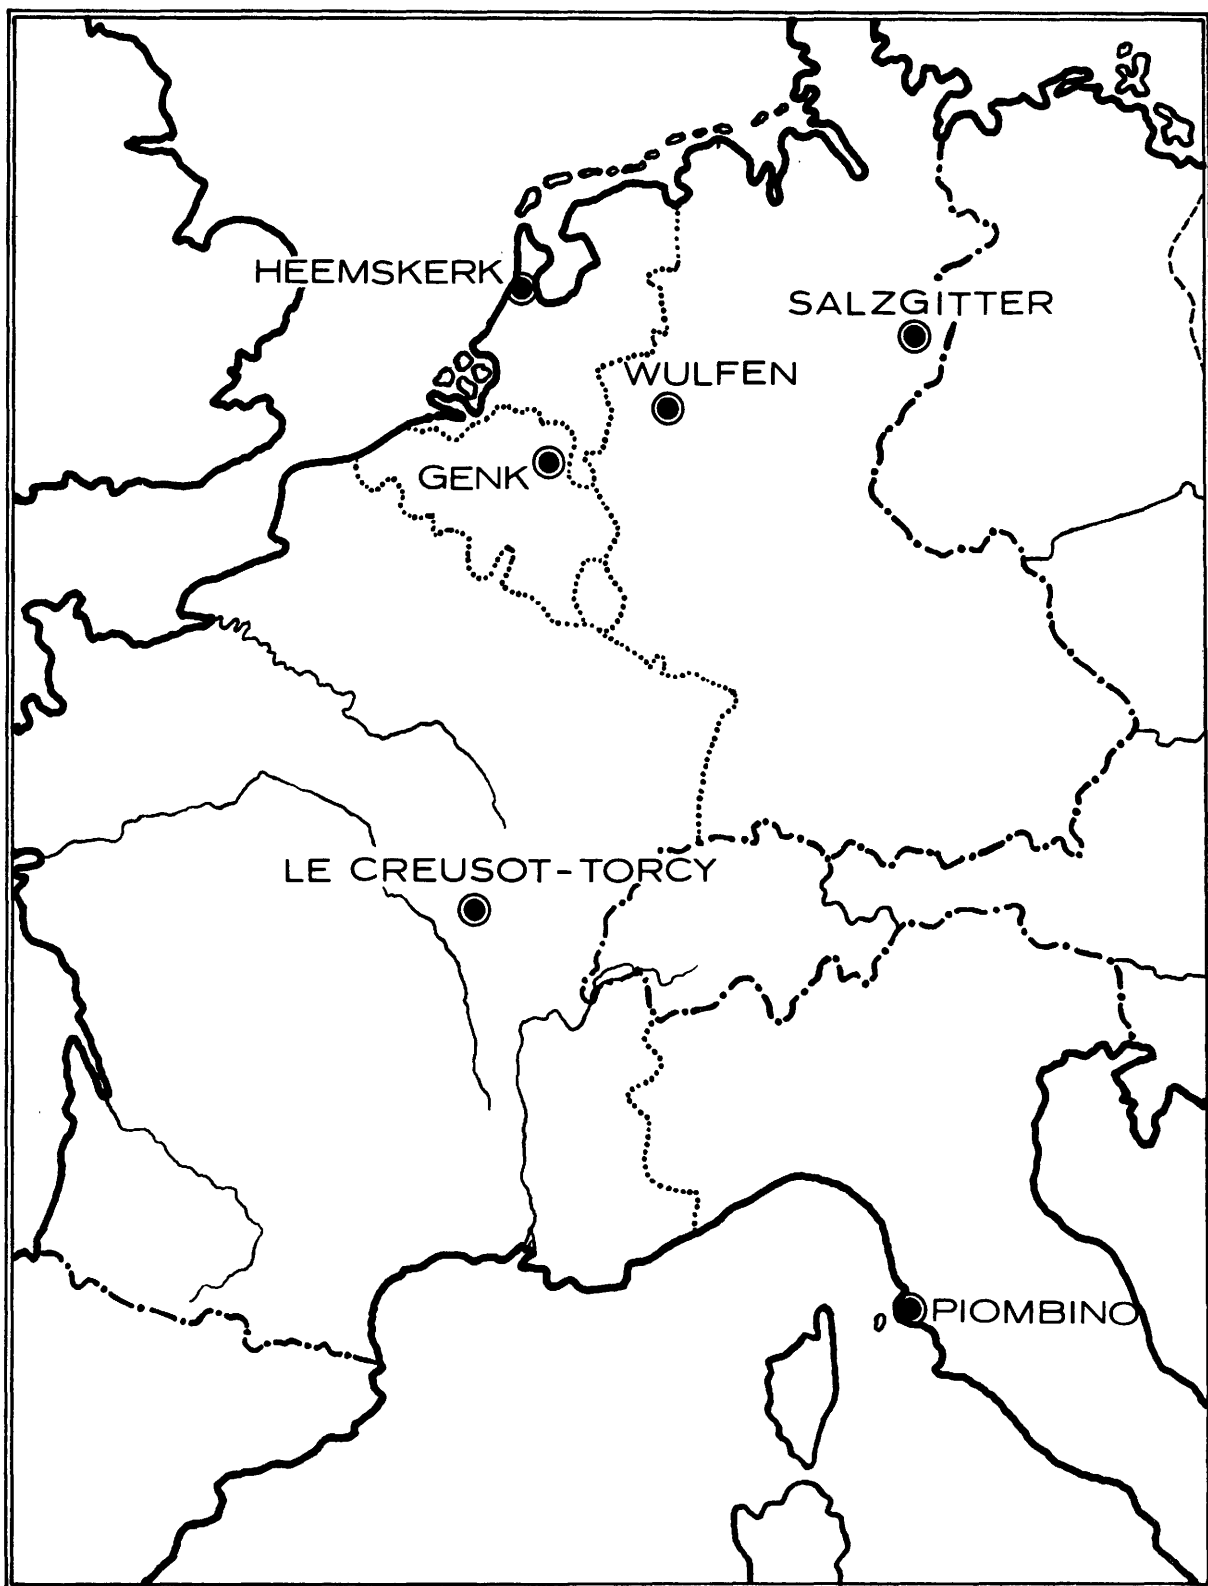 HEEMSKERK
SALZGITTER
WULFEN
GENK
LE CREUSOT-TORCY
PIOMBINO